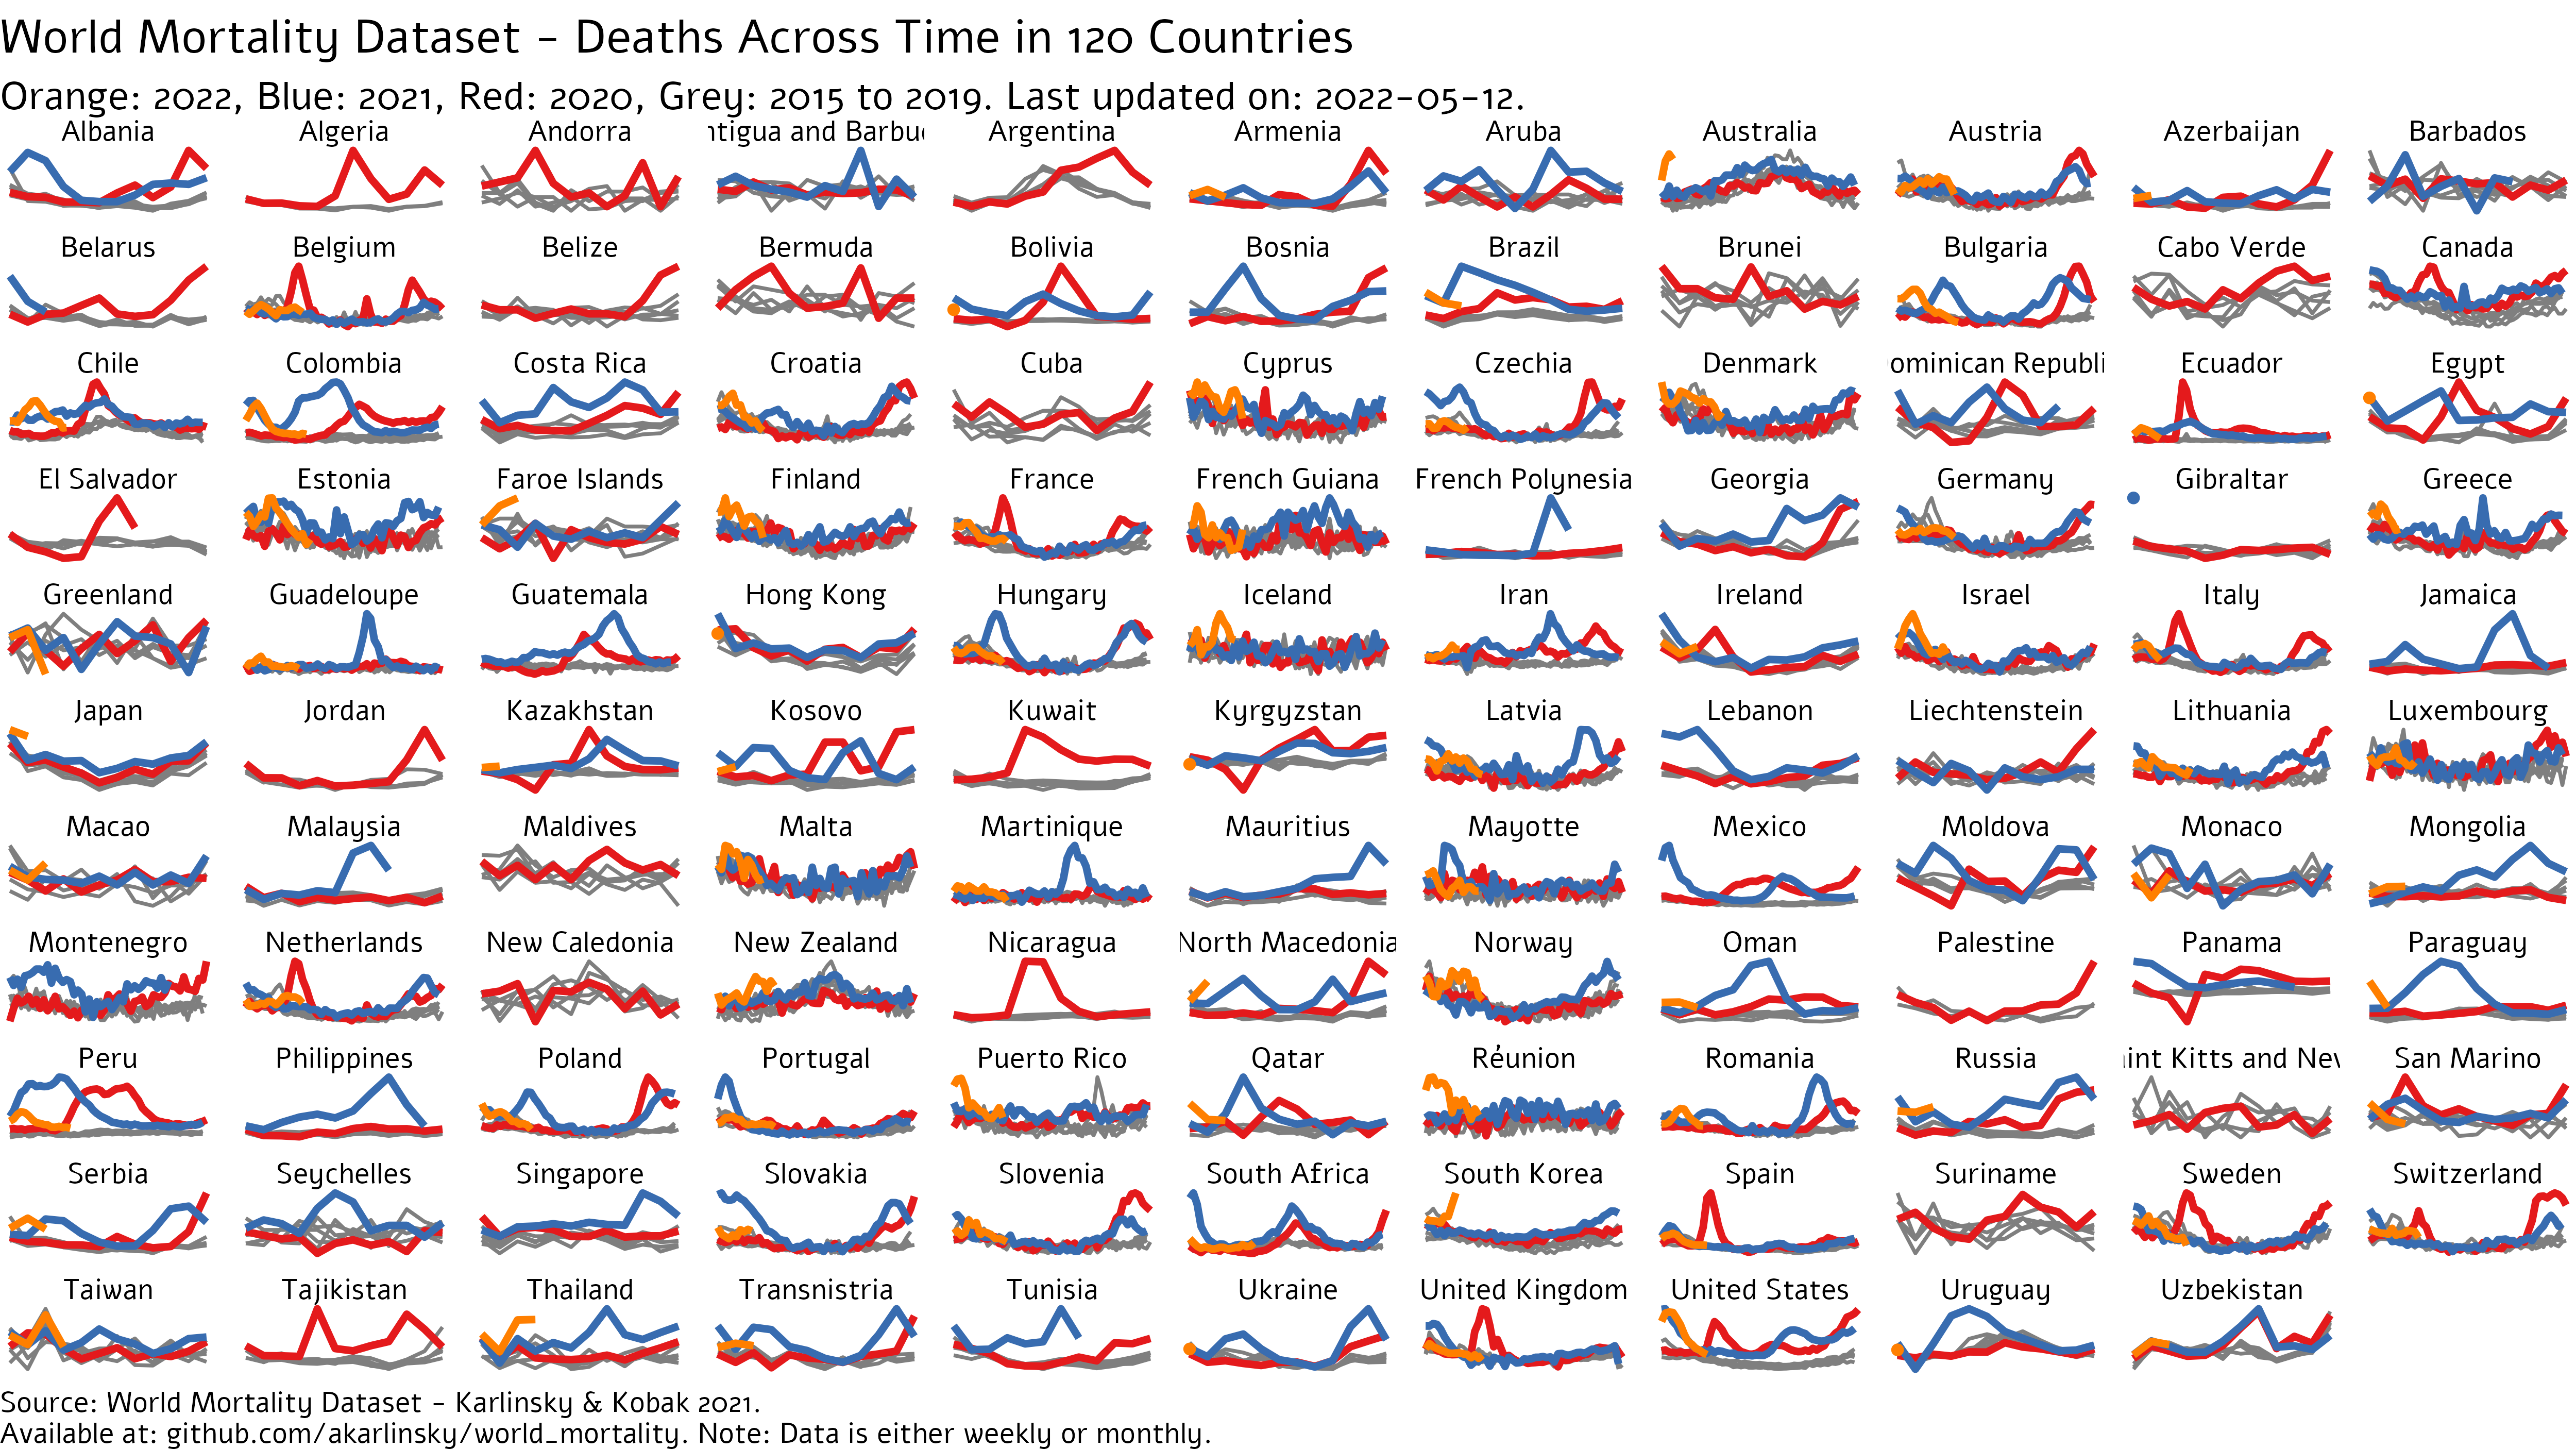 World Mortality Dataset - Deaths Across Time in 120 Countries
Orange: 2022, Blue: 2021, Red: 2020, Grey: 2015 to 2019. Last updated on: 2022-05-12.
Albania Algeria Andorra ntigua and Barbu Argentina Armenia Aruba Australia Austria Azerbaijan Barbados
Belarus Belgium Belize Bermuda Bolivia Bosnia Brazil Brunei Bulgaria Cabo Verde Canada
Chile Colombia Costa Rica Croatia Cuba Cyprus Czechia Denmark ominican Republi Ecuador Egypt
El Salvador Estonia Faroe Islands Finland France French Guiana French Polynesia Georgia Germany Gibraltar Greece
Greenland Guadeloupe Guatemala Hong Kong Hungary Iceland Iran Ireland Israel Italy Jamaica
Japan Jordan Kazakhstan Kosovo Kuwait Kyrgyzstan Latvia Lebanon Liechtenstein Lithuania Luxembourg
Macao Malaysia Maldives Malta Martinique Mauritius Mayotte Mexico Moldova Monaco Mongolia
Montenegro Netherlands New Caledonia New Zealand Nicaragua North Macedonia Norway Oman Palestine Panama Paraguay
Peru Philippines Poland Portugal Puerto Rico Qatar Réunion Romania Russia int Kitts and Nev San Marino
Serbia Seychelles Singapore Slovakia Slovenia South Africa South Korea Spain Suriname Sweden Switzerland
Taiwan Tajikistan Thailand Transnistria Tunisia Ukraine United Kingdom United States Uruguay Uzbekistan
Source: World Mortality Dataset - Karlinsky & Kobak 2021.
Available at: github.com/akarlinsky/world_mortality. Note: Data is either weekly or monthly.